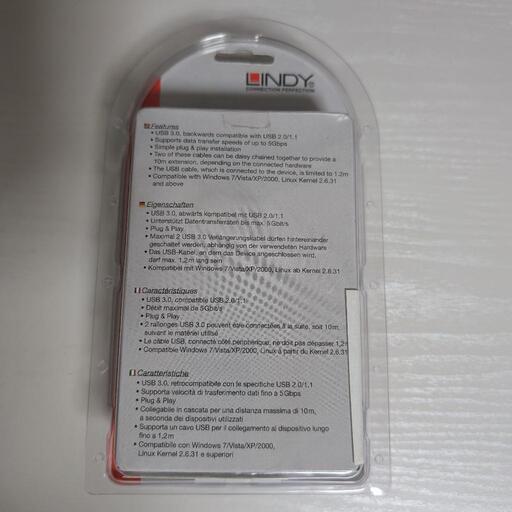 LINDY®
CONNECTION PERFECTION
Features
• USB 3.0, backwards compatible with USB 2.0/1.1
• Supports data transfer speeds of up to 5Gbps
• Simple plug & play installation
• Two of these cables can be daisy chained together to provide a
10m extension, depending on the connected hardware
• The USB cable, which is connected to the device, is limited to 1.2m
• Compatible with Windows 7/Vista/XP/2000, Linux Kernel 2.6.31
and above
Eigenschaften
• USB 3.0, abwärts kompatibel mit USB 2.0/1.1
• Unterstützt Datentransferraten bis max. 5Gbit/s
• Plug & Play
• Maximal 2 USB 3.0 Verlängerungskabel dürfen hintereinander
geschaltet werden, abhängig von der verwendeten Hardware
• Das USB-Kabel, an dem das Device angeschlossen wird,
darf max. 1,2m lang sein
• Kompatibel mit Windows 7/Vista/XP/2000, Linux ab Kernel 2.6.31
Caractéristiques
• USB 3.0, compatible USB 2.0/1.1
• Débit maximal de 5Gbit/s
• Plug & Play
• 2 rallonges USB 3.0 peuvent être connectées à la suite, soit 10m,
suivant le matériel utilisé
• Le câble USB, connecté côté périphérique, ne doit pas dépasser 1,2m
• Compatible Windows 7/Vista/XP/2000, Linux à partir du Kernel 2.6.31
Caratteristiche
• USB 3.0, retrocompatibile con le specifiche USB 2.0/1.1
• Supporta velocità di trasferimento dati fino a 5Gbps
• Plug & Play
• Collegabile in cascata per una distanza massima di 10m,
a seconda dei dispositivi utilizzati
• Supporta un cavo USB per il collegamento al dispositivo lungo
fino a 1,2m
• Compatibile con Windows 7/Vista/XP/2000,
Linux Kernel 2.6.31 e superiori